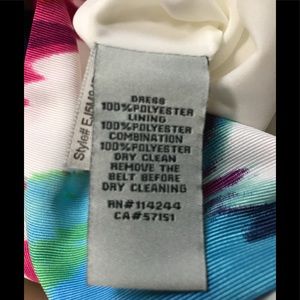 DRESS
100%POLYESTER
LINING
100%POLYESTER
COMBINATION
100%POLYESTER
DRY CLEAN
REMOVE THE
BELT BEFORE
DRY CLEANING
RN#114244
CA#57151
Style#